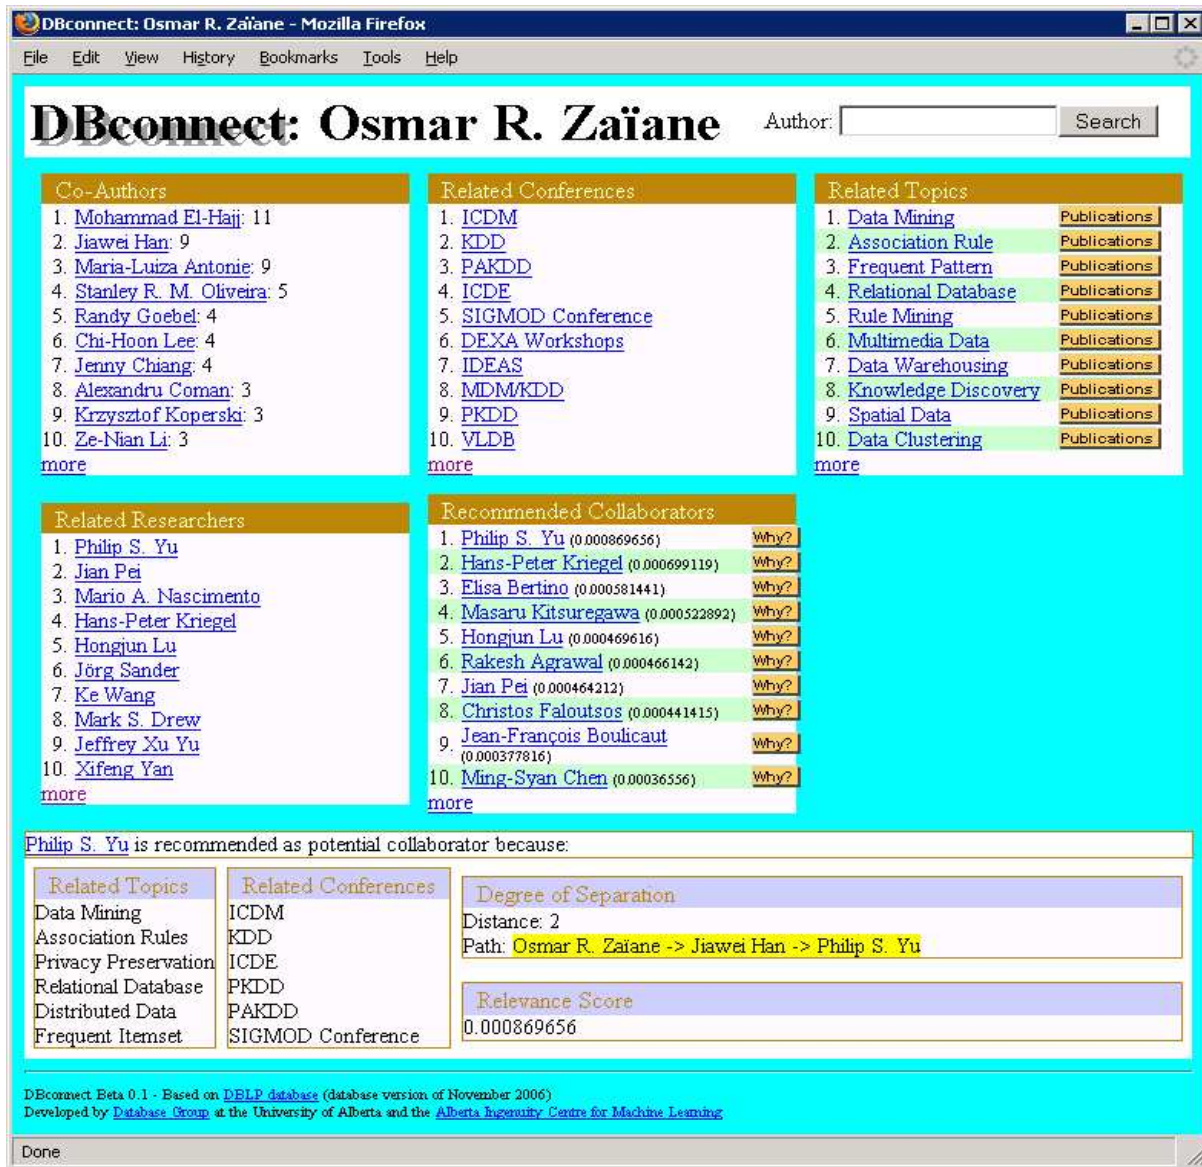 DBconnect: Osmar R. Zaïane - Mozilla Firefox
File Edit View History Bookmarks Tools Help
DBconnect: Osmar R. Zaïane
Author: Search
Co-Authors
1. Mohammad El-Hajj: 11
2. Jiawei Han: 9
3. Maria-Luiza Antonie: 9
4. Stanley R. M. Oliveira: 5
5. Randy Goebel: 4
6. Chi-Hoon Lee: 4
7. Jenny Chiang: 4
8. Alexandru Coman: 3
9. Krzysztof Koperski: 3
10. Ze-Nian Li: 3
more
Related Conferences
1. ICDM
2. KDD
3. PAKDD
4. ICDE
5. SIGMOD Conference
6. DEXA Workshops
7. IDEAS
8. MDM/KDD
9. PKDD
10. VLDB
more
Related Topics
1. Data Mining Publications
2. Association Rule Publications
3. Frequent Pattern Publications
4. Relational Database Publications
5. Rule Mining Publications
6. Multimedia Data Publications
7. Data Warehousing Publications
8. Knowledge Discovery Publications
9. Spatial Data Publications
10. Data Clustering Publications
more
Related Researchers
1. Philip S. Yu
2. Jian Pei
3. Mario A. Nascimento
4. Hans-Peter Kriegel
5. Hongjun Lu
6. Jörg Sander
7. Ke Wang
8. Mark S. Drew
9. Jeffrey Xu Yu
10. Xifeng Yan
more
Recommended Collaborators
1. Philip S. Yu (0.000869656) Why?
2. Hans-Peter Kriegel (0.000699119) Why?
3. Elisa Bertino (0.000581441) Why?
4. Masaru Kitsuregawa (0.000522892) Why?
5. Hongjun Lu (0.000469616) Why?
6. Rakesh Agrawal (0.000466142) Why?
7. Jian Pei (0.000464212) Why?
8. Christos Faloutsos (0.000441415) Why?
9. Jean-François Boulicaut
(0.000377816) Why?
10. Ming-Syan Chen (0.00036556) Why?
more
Philip S. Yu is recommended as potential collaborator because:
Related Topics
Data Mining
Association Rules
Privacy Preservation
Relational Database
Distributed Data
Frequent Itemset
Related Conferences
ICDM
KDD
ICDE
PKDD
PAKDD
SIGMOD Conference
Degree of Separation
Distance: 2
Path: Osmar R. Zaïane -> Jiawei Han -> Philip S. Yu
Relevance Score
0.000869656
DBconnect Beta 0.1 - Based on DBLP database (database version of November 2006)
Developed by Database Group at the University of Alberta and the Alberta Ingenuity Centre for Machine Learning
Done